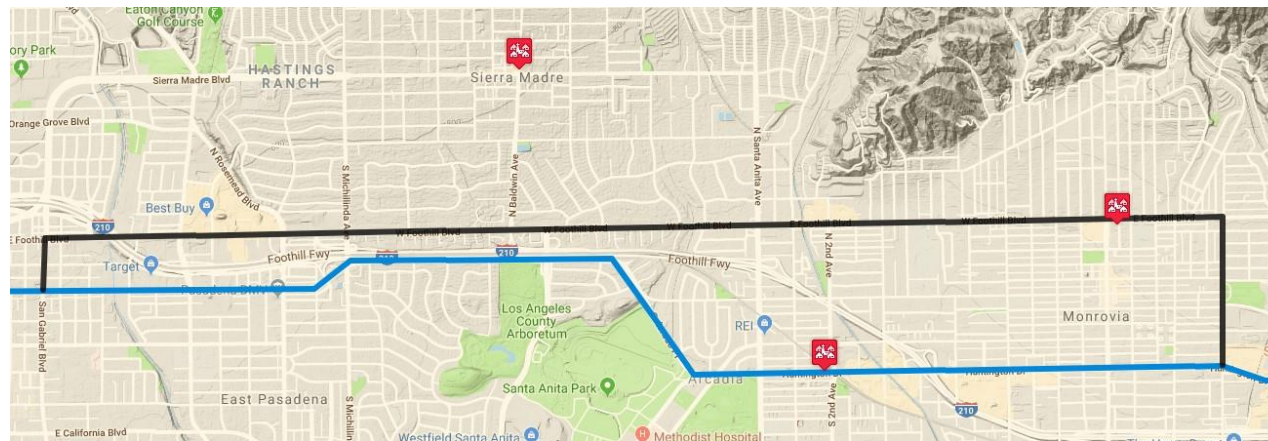 Eaton Canyon
Golf Course
ory Park
Sierra Madre Blvd
HASTINGS
RANCH
Sierra Madre
Orange Grove Blvd
N Rosemead Blvd
S Michillinda Ave
N Baldwin Ave
N Santa Anita Ave
Best Buy
210
E Foothill Blvd
W Foothill Blvd
W Foothill Blvd
W Foothill Blvd
E Foothill Blvd
W Foothill Blvd
E Foothill Blvd
Target
Foothill Fwy
210
Foothill Fwy
N 2nd Ave
Pasadena DMV
San Gabriel Blvd
Los Angeles
County
Arboretum
REI
Monrovia
Santa Anita Park
Arcadia
Huntington Dr
Huntington Dr
East Pasadena
S Michil
S 2nd Ave
210
E California Blvd
Westfield Santa Anita
Methodist Hospital